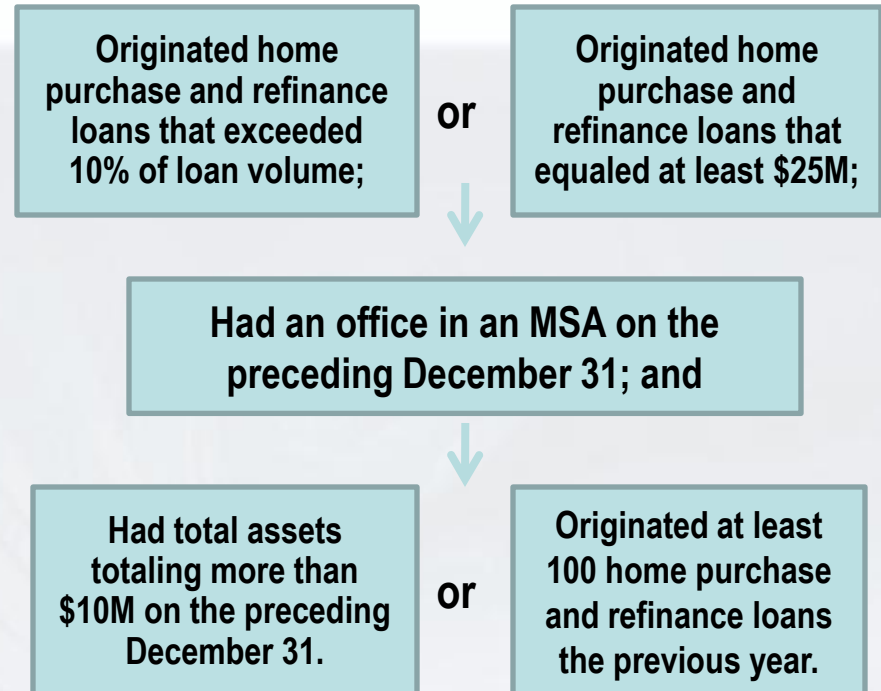 Originated home
purchase and refinance
loans that exceeded
10% of loan volume;
or
Originated home
purchase and
refinance loans that
equaled at least $25M;
Had an office in an MSA on the
preceding December 31; and
Had total assets
totaling more than
$10M on the preceding
December 31.
or
Originated at least
100 home purchase
and refinance loans
the previous year.